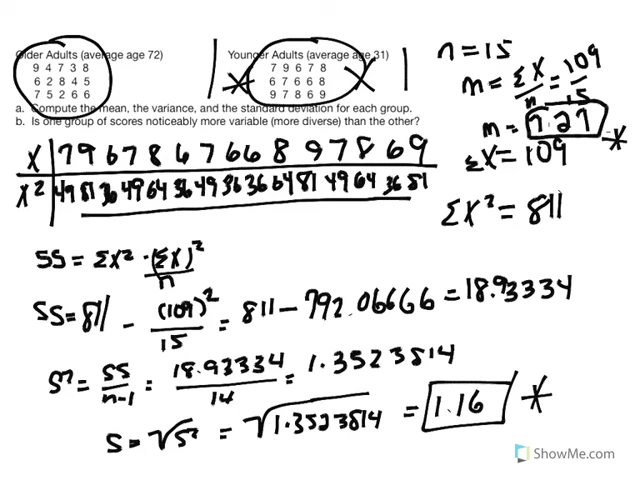 Older Adults (average age 72)
9 4 7 3 8
6 2 8 4 5
7 5 2 6 6
Younger Adults (average age 31)
7 9 6 7 8
6 7 6 6 8
9 7 8 6 9
a. Compute the mean, the variance, and the standard deviation for each group.
b. Is one group of scores noticeably more variable (more diverse) than the other?
n = 15
m = ΣX/n = 109/15
m = 7.27 *
ΣX = 109
ΣX² = 811
X 7 9 6 7 8 6 7 6 6 8 9 7 8 6 9
X² 49 81 36 49 64 36 49 36 36 64 81 49 64 36 81
SS = ΣX² - (ΣX)²/n
SS = 811 - (109)²/15 = 811 - 792.06666 = 18.93334
S² = SS/n-1 = 18.93334/14 = 1.3523814
S = √S² = √1.3523814 = 1.16 *
ShowMe.com